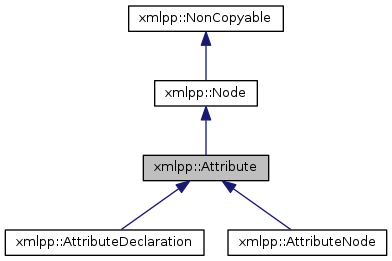 xmlpp::NonCopyable
xmlpp::Node
xmlpp::Attribute
xmlpp::AttributeDeclaration
xmlpp::AttributeNode